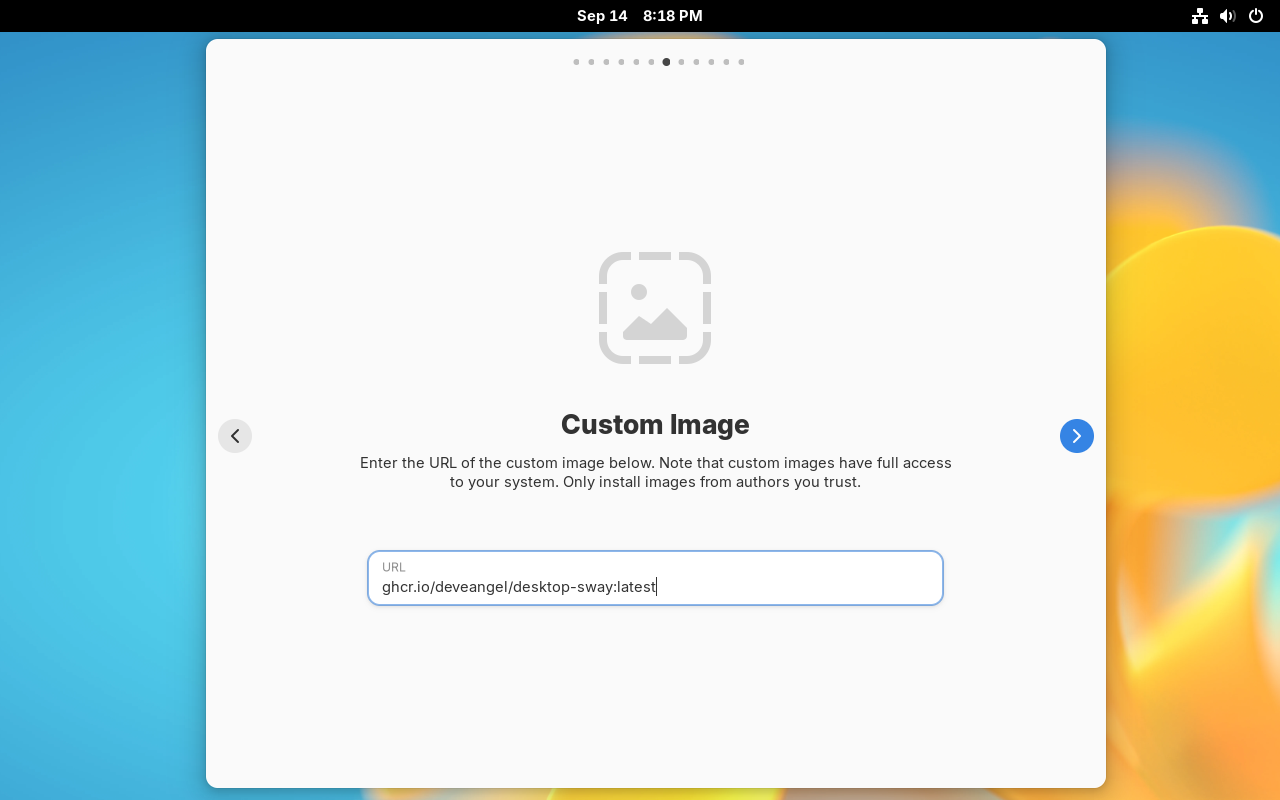 Sep 14 8:18 PM
Custom Image
Enter the URL of the custom image below. Note that custom images have full access
to your system. Only install images from authors you trust.
URL
ghcr.io/deveangel/desktop-sway:latest